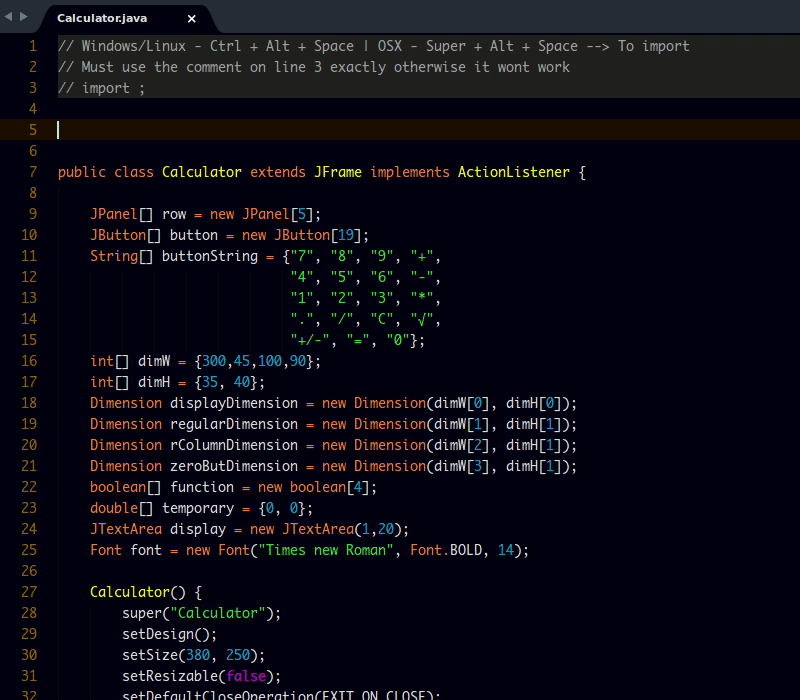 Calculator.java ×
1 // Windows/Linux - Ctrl + Alt + Space | OSX - Super + Alt + Space --> To import
2 // Must use the comment on line 3 exactly otherwise it wont work
3 // import ;
4
5
6
7 public class Calculator extends JFrame implements ActionListener {
8
9     JPanel[] row = new JPanel[5];
10     JButton[] button = new JButton[19];
11     String[] buttonString = {"7", "8", "9", "+",
12                              "4", "5", "6", "-",
13                              "1", "2", "3", "*",
14                              ".", "/", "C", "√",
15                              "+/-", "=", "0"};
16     int[] dimW = {300,45,100,90};
17     int[] dimH = {35, 40};
18     Dimension displayDimension = new Dimension(dimW[0], dimH[0]);
19     Dimension regularDimension = new Dimension(dimW[1], dimH[1]);
20     Dimension rColumnDimension = new Dimension(dimW[2], dimH[1]);
21     Dimension zeroButDimension = new Dimension(dimW[3], dimH[1]);
22     boolean[] function = new boolean[4];
23     double[] temporary = {0, 0};
24     JTextArea display = new JTextArea(1,20);
25     Font font = new Font("Times new Roman", Font.BOLD, 14);
26
27     Calculator() {
28         super("Calculator");
29         setDesign();
30         setSize(380, 250);
31         setResizable(false);
32         setDefaultCloseOperation(EXIT_ON_CLOSE);